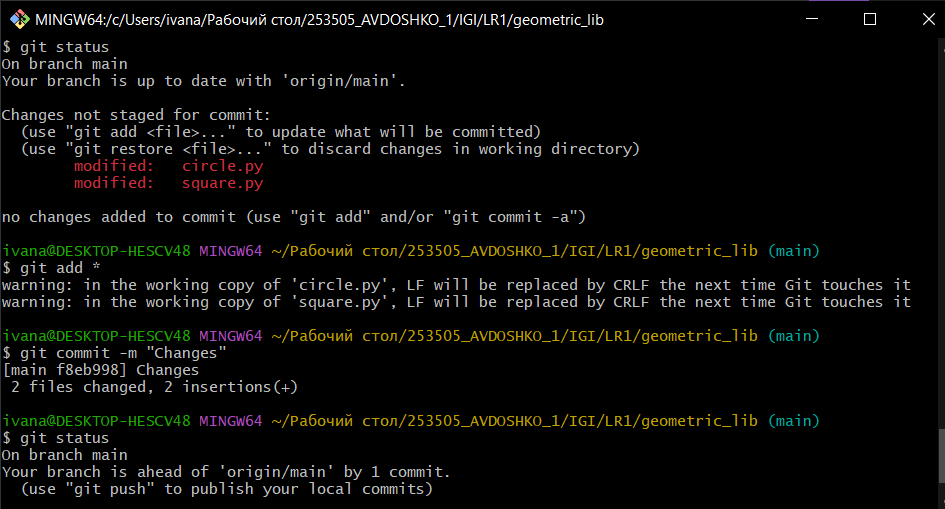 MINGW64:/c/Users/ivana/Рабочий стол/253505_AVDOSHKO_1/IGI/LR1/geometric_lib
$ git status
On branch main
Your branch is up to date with 'origin/main'.
Changes not staged for commit:
  (use "git add <file>..." to update what will be committed)
  (use "git restore <file>..." to discard changes in working directory)
        modified:   circle.py
        modified:   square.py
no changes added to commit (use "git add" and/or "git commit -a")
ivana@DESKTOP-HESCV48 MINGW64 ~/Рабочий стол/253505_AVDOSHKO_1/IGI/LR1/geometric_lib (main)
$ git add *
warning: in the working copy of 'circle.py', LF will be replaced by CRLF the next time Git touches it
warning: in the working copy of 'square.py', LF will be replaced by CRLF the next time Git touches it
ivana@DESKTOP-HESCV48 MINGW64 ~/Рабочий стол/253505_AVDOSHKO_1/IGI/LR1/geometric_lib (main)
$ git commit -m "Changes"
[main f8eb998] Changes
 2 files changed, 2 insertions(+)
ivana@DESKTOP-HESCV48 MINGW64 ~/Рабочий стол/253505_AVDOSHKO_1/IGI/LR1/geometric_lib (main)
$ git status
On branch main
Your branch is ahead of 'origin/main' by 1 commit.
  (use "git push" to publish your local commits)